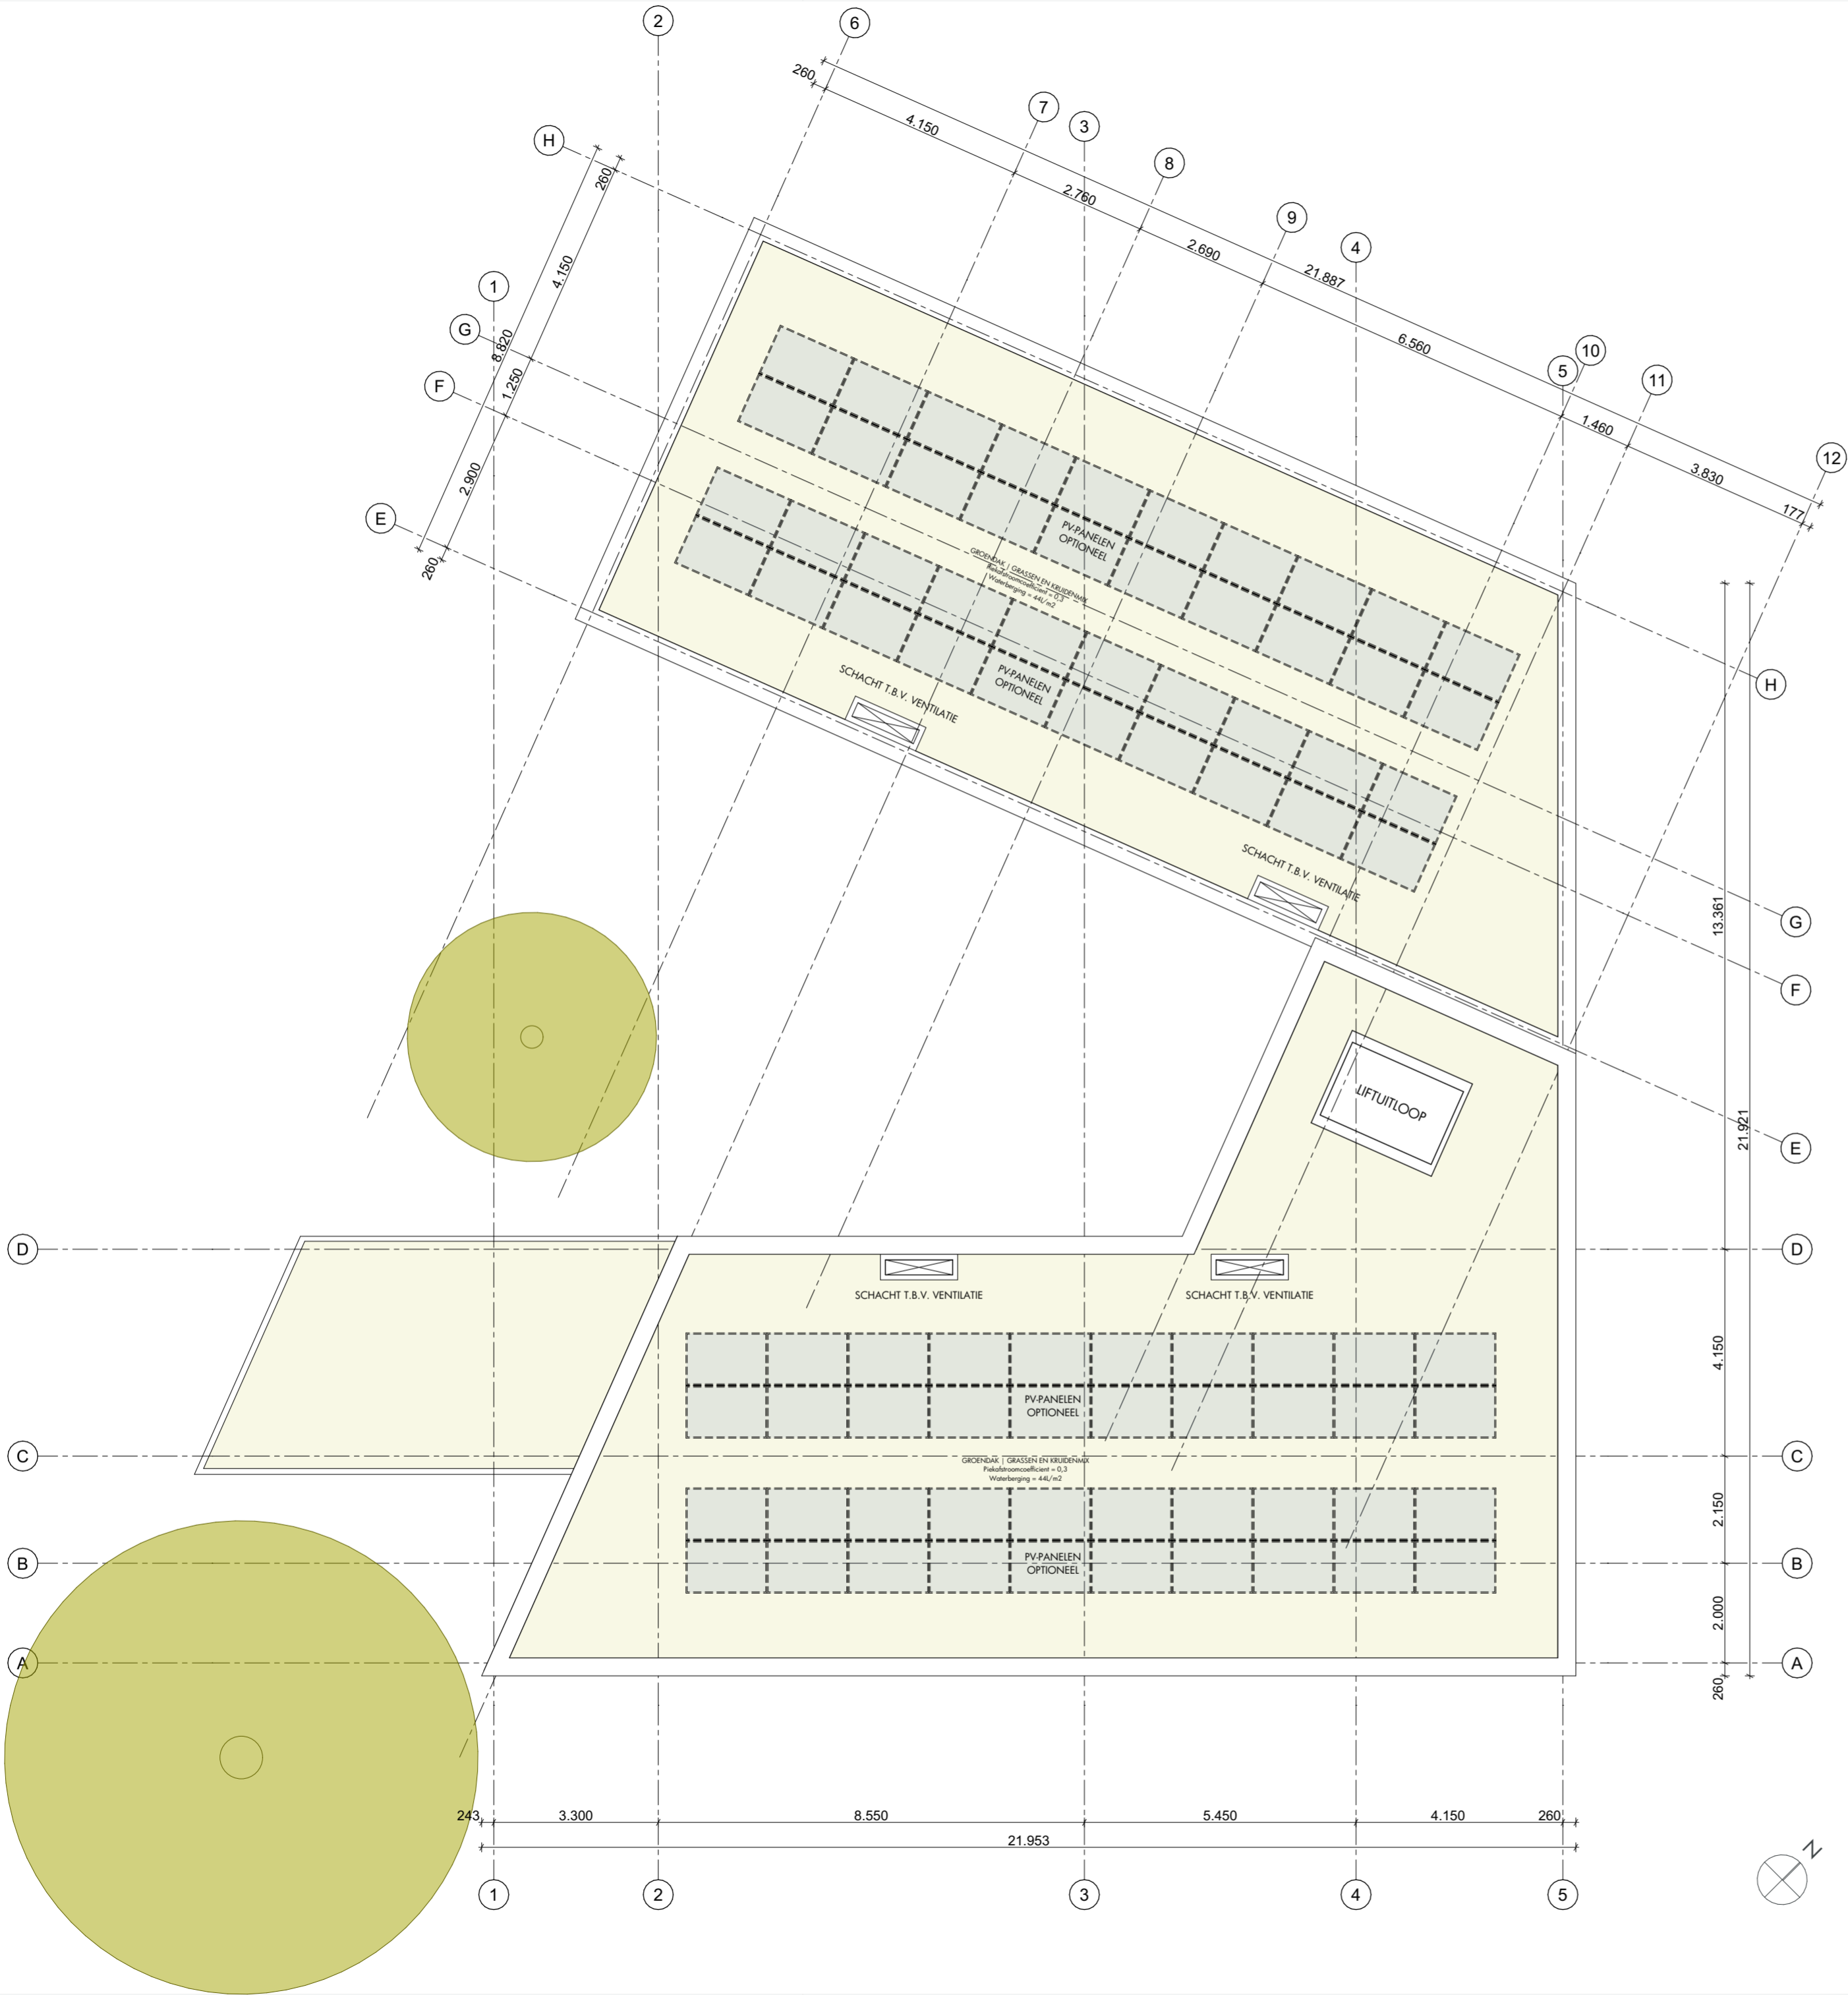 2
6
260
7
4.150
3
H
8
260
2.760
9
2.690
4
4.150
21.887
1
G
8.820
6.560
10
5
F
1.250
11
1.460
12
2.900
3.830
E
177
260
PV-PANELEN
OPTIONEEL
GROENDAK | GRASSEN EN KRUIDENMIX
Piekafstroomcoefficient = 0,3
Waterberging = 44L/m2
SCHACHT T.B.V. VENTILATIE
PV-PANELEN
OPTIONEEL
H
SCHACHT T.B.V. VENTILATIE
13.361
G
F
LIFTUITLOOP
21.921
E
D
D
SCHACHT T.B.V. VENTILATIE
SCHACHT T.B.V. VENTILATIE
4.150
PV-PANELEN
OPTIONEEL
C
C
GROENDAK | GRASSEN EN KRUIDENMIX
Piekafstroomcoefficient = 0,3
Waterberging = 44L/m2
2.150
B
PV-PANELEN
OPTIONEEL
B
2.000
A
A
260
243
3.300
8.550
5.450
4.150
260
21.953
N
1
2
3
4
5